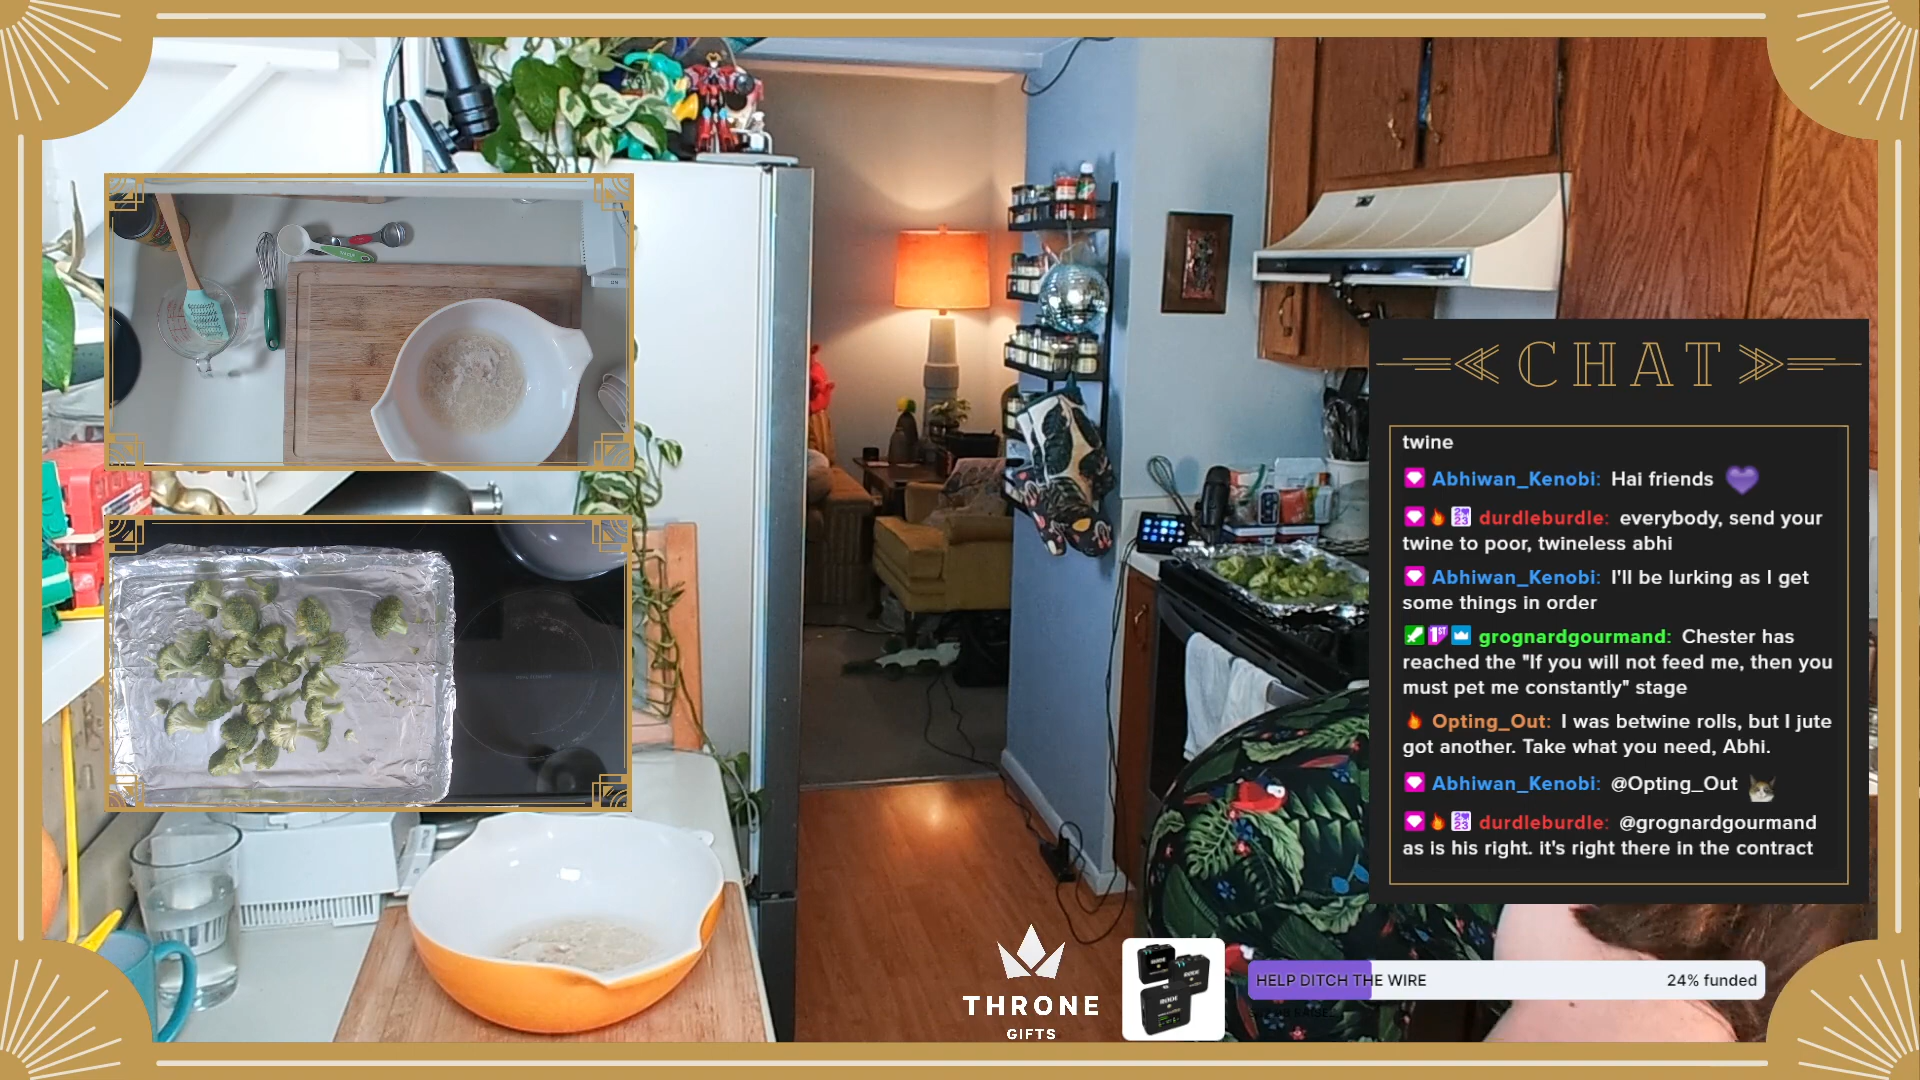 CHAT
twine
Abhiwan_Kenobi: Hai friends
durdleburdle: everybody, send your
twine to poor, twineless abhi
Abhiwan_Kenobi: I'll be lurking as I get
some things in order
grognardgourmand: Chester has
reached the "If you will not feed me, then you
must pet me constantly" stage
Opting_Out: I was betwine rolls, but I jute
got another. Take what you need, Abhi.
Abhiwan_Kenobi: @Opting_Out
durdleburdle: @grognardgourmand
as is his right. it's right there in the contract
THRONE
GIFTS
HELP DITCH THE WIRE 24% funded